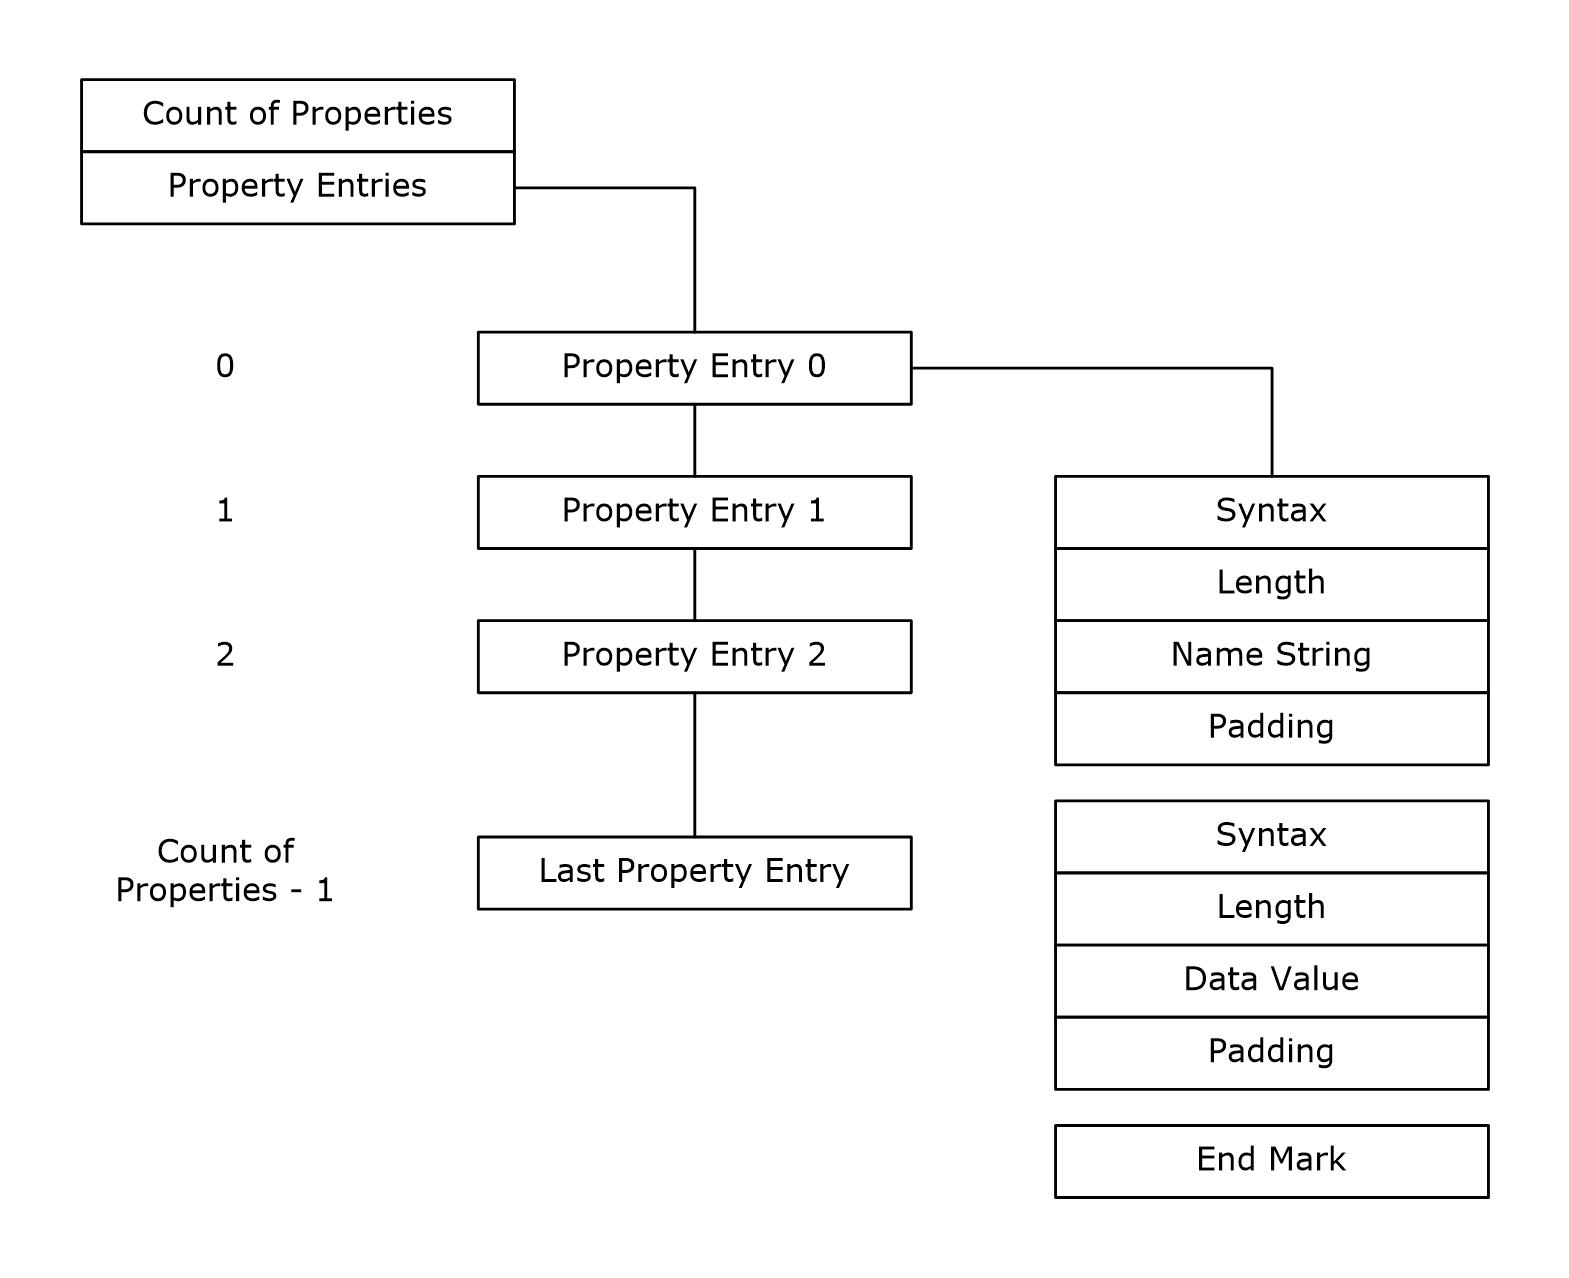 Count of Properties
Property Entries
0
Property Entry 0
1
Property Entry 1
Syntax
Length
2
Property Entry 2
Name String
Padding
Count of
Properties - 1
Last Property Entry
Syntax
Length
Data Value
Padding
End Mark